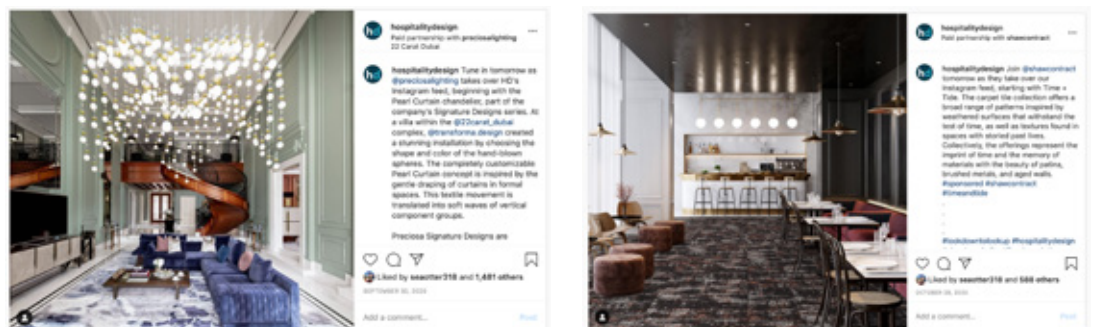 hospitalitydesign
Paid partnership with preciosalighting
22 Carat Dubai
hospitalitydesign Tune in tomorrow as
@preciosalighting takes over HD's
Instagram feed, beginning with the
Pearl Curtain chandelier, part of the
company's Signature Designs series. At
a villa within the @22carat_dubai
complex, @transforma.design created
a stunning installation by choosing the
shape and color of the hand-blown
spheres. The completely customizable
Pearl Curtain concept is inspired by the
gentle draping of curtains in formal
spaces. This textile movement is
translated into soft waves of vertical
component groups.
Preciosa Signature Designs are
Liked by seaotter318 and 1,481 others
SEPTEMBER 30, 2020
Add a comment...
Post
hospitalitydesign
Paid partnership with shawcontract
hospitalitydesign Join @shawcontract
tomorrow as they take over our
Instagram feed, starting with Time +
Tide. The carpet tile collection offers a
broad range of patterns inspired by
weathered surfaces that withstand the
test of time, as well as textures found in
spaces with storied past lives.
Collectively, the offerings represent the
imprint of time and the memory of
materials with the beauty of patina,
brushed metals, and aged walls.
#sponsored #shawcontract
#timeandtide
.
.
.
#lookdowntolookup #hospitalitydesign
Liked by seaotter318 and 588 others
OCTOBER 28, 2020
Add a comment...
Post